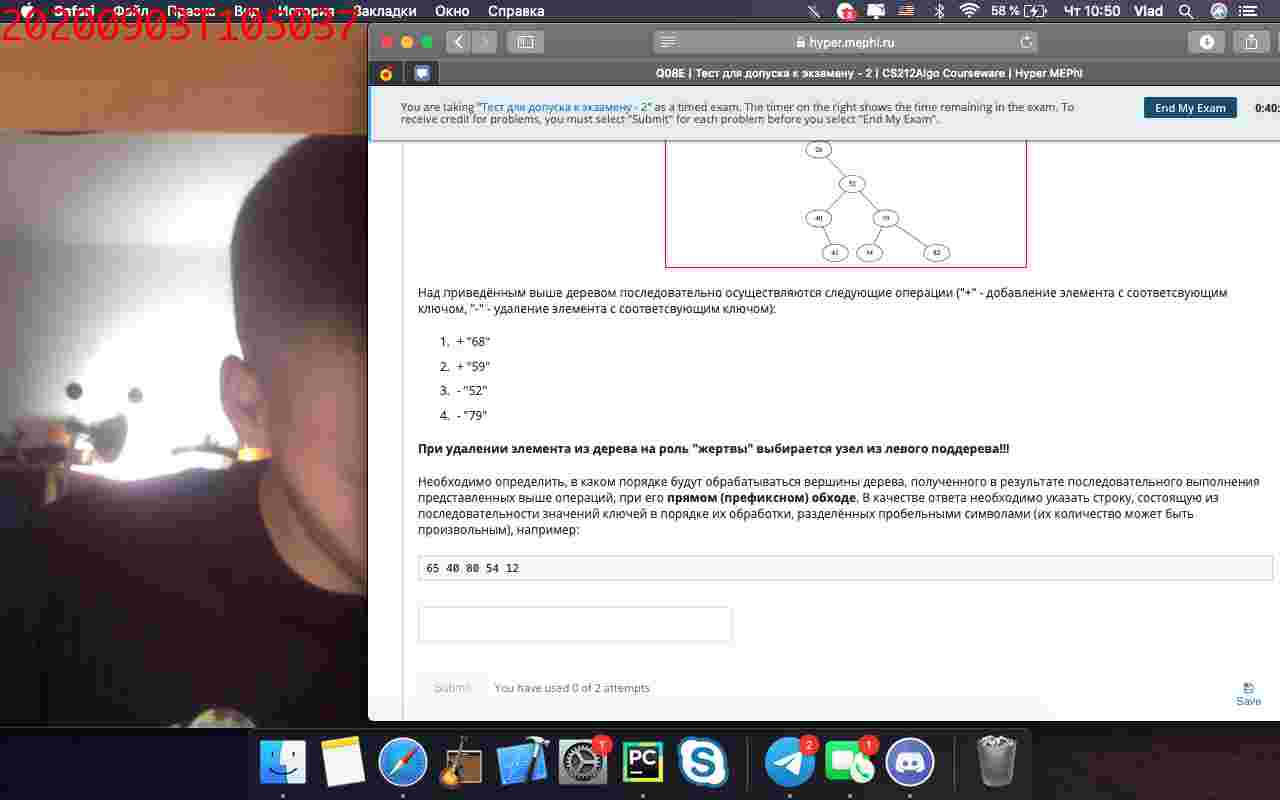 Safari Файл Правка Вид История Закладки Окно Справка 58 % Чт 10:50 Vlad
20200903T105037
hyper.mephi.ru
Q08E | Тест для допуска к экзамену - 2 | CS212Algo Courseware | Hyper.MEPhI
You are taking "Тест для допуска к экзамену - 2" as a timed exam. The timer on the right shows the time remaining in the exam. To
receive credit for problems, you must select "Submit" for each problem before you select "End My Exam".
End My Exam
0:40:
52
40
82
Над приведённым выше деревом последовательно осуществляются следующие операции ("+" - добавление элемента с соответсвующим
ключом, "-" - удаление элемента с соответсвующим ключом):
1. + "68"
2. + "59"
3. - "52"
4. - "79"
При удалении элемента из дерева на роль "жертвы" выбирается узел из левого поддерева!!!
Необходимо определить, в каком порядке будут обрабатываться вершины дерева, полученного в результате последовательного выполнения
представленных выше операций, при его прямом (префиксном) обходе. В качестве ответа необходимо указать строку, состоящую из
последовательности значений ключей в порядке их обработки, разделённых пробельными символами (их количество может быть
произвольным), например:
65 40 80 54 12
Submit
You have used 0 of 2 attempts
Save
1
PC
2
1